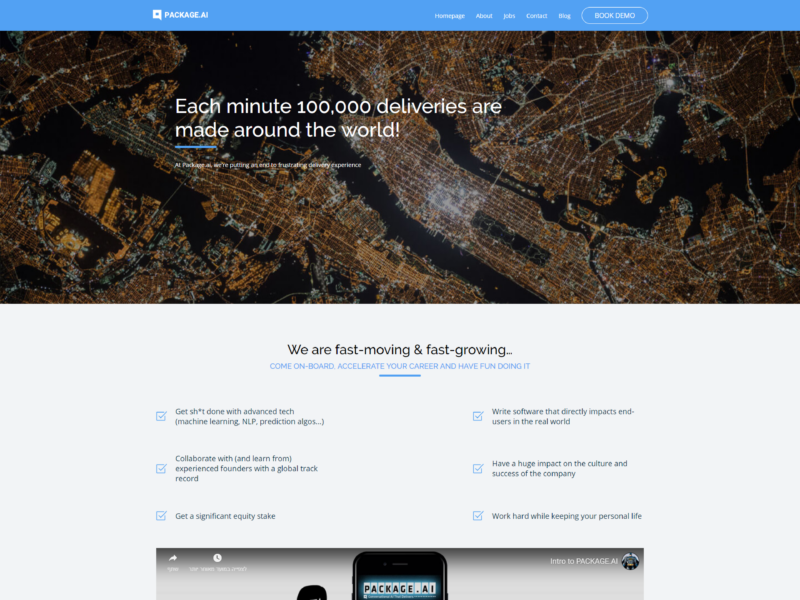 PACKAGE.AI
Homepage About Jobs Contact Blog BOOK DEMO
Each minute 100,000 deliveries are
made around the world!
At Package.ai, we're putting an end to frustrating delivery experience
We are fast-moving & fast-growing...
COME ON-BOARD, ACCELERATE YOUR CAREER AND HAVE FUN DOING IT
Get sh*t done with advanced tech
(machine learning, NLP, prediction algos...)
Write software that directly impacts end-
users in the real world
Collaborate with (and learn from)
experienced founders with a global track
record
Have a huge impact on the culture and
success of the company
Get a significant equity stake
Work hard while keeping your personal life
Intro to PACKAGE.AI
PACKAGE.AI